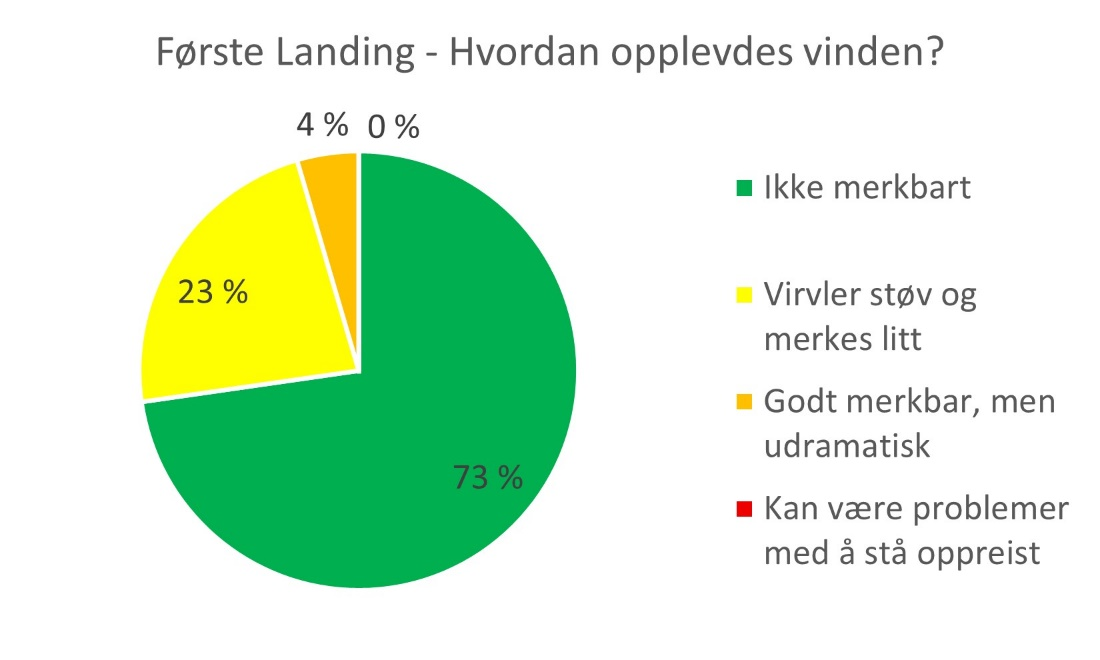 Første Landing - Hvordan opplevdes vinden?
4 %
0 %
23 %
73 %
Ikke merkbart
Virvler støv og
merkes litt
Godt merkbar, men
udramatisk
Kan være problemer
med å stå oppreist